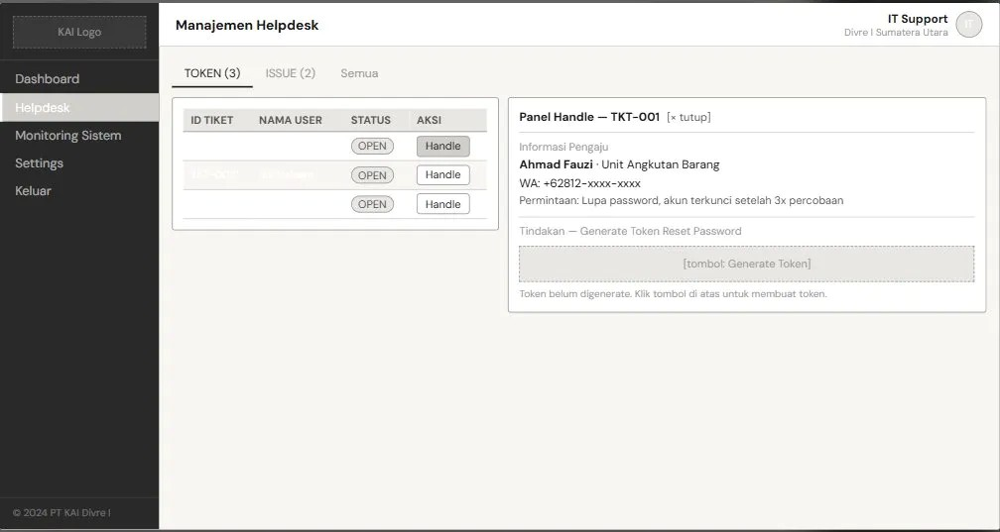 KAI Logo
Dashboard
Helpdesk
Monitoring Sistem
Settings
Keluar
© 2024 PT KAI Divre I
Manajemen Helpdesk
IT Support
Divre I Sumatera Utara
IT
TOKEN (3)
ISSUE (2)
Semua
ID TIKET NAMA USER STATUS AKSI
OPEN Handle
OPEN Handle
OPEN Handle
Panel Handle — TKT-001 [× tutup]
Informasi Pengaju
Ahmad Fauzi · Unit Angkutan Barang
WA: +62812-xxxx-xxxx
Permintaan: Lupa password, akun terkunci setelah 3x percobaan
Tindakan — Generate Token Reset Password
[tombol: Generate Token]
Token belum digenerate. Klik tombol di atas untuk membuat token.